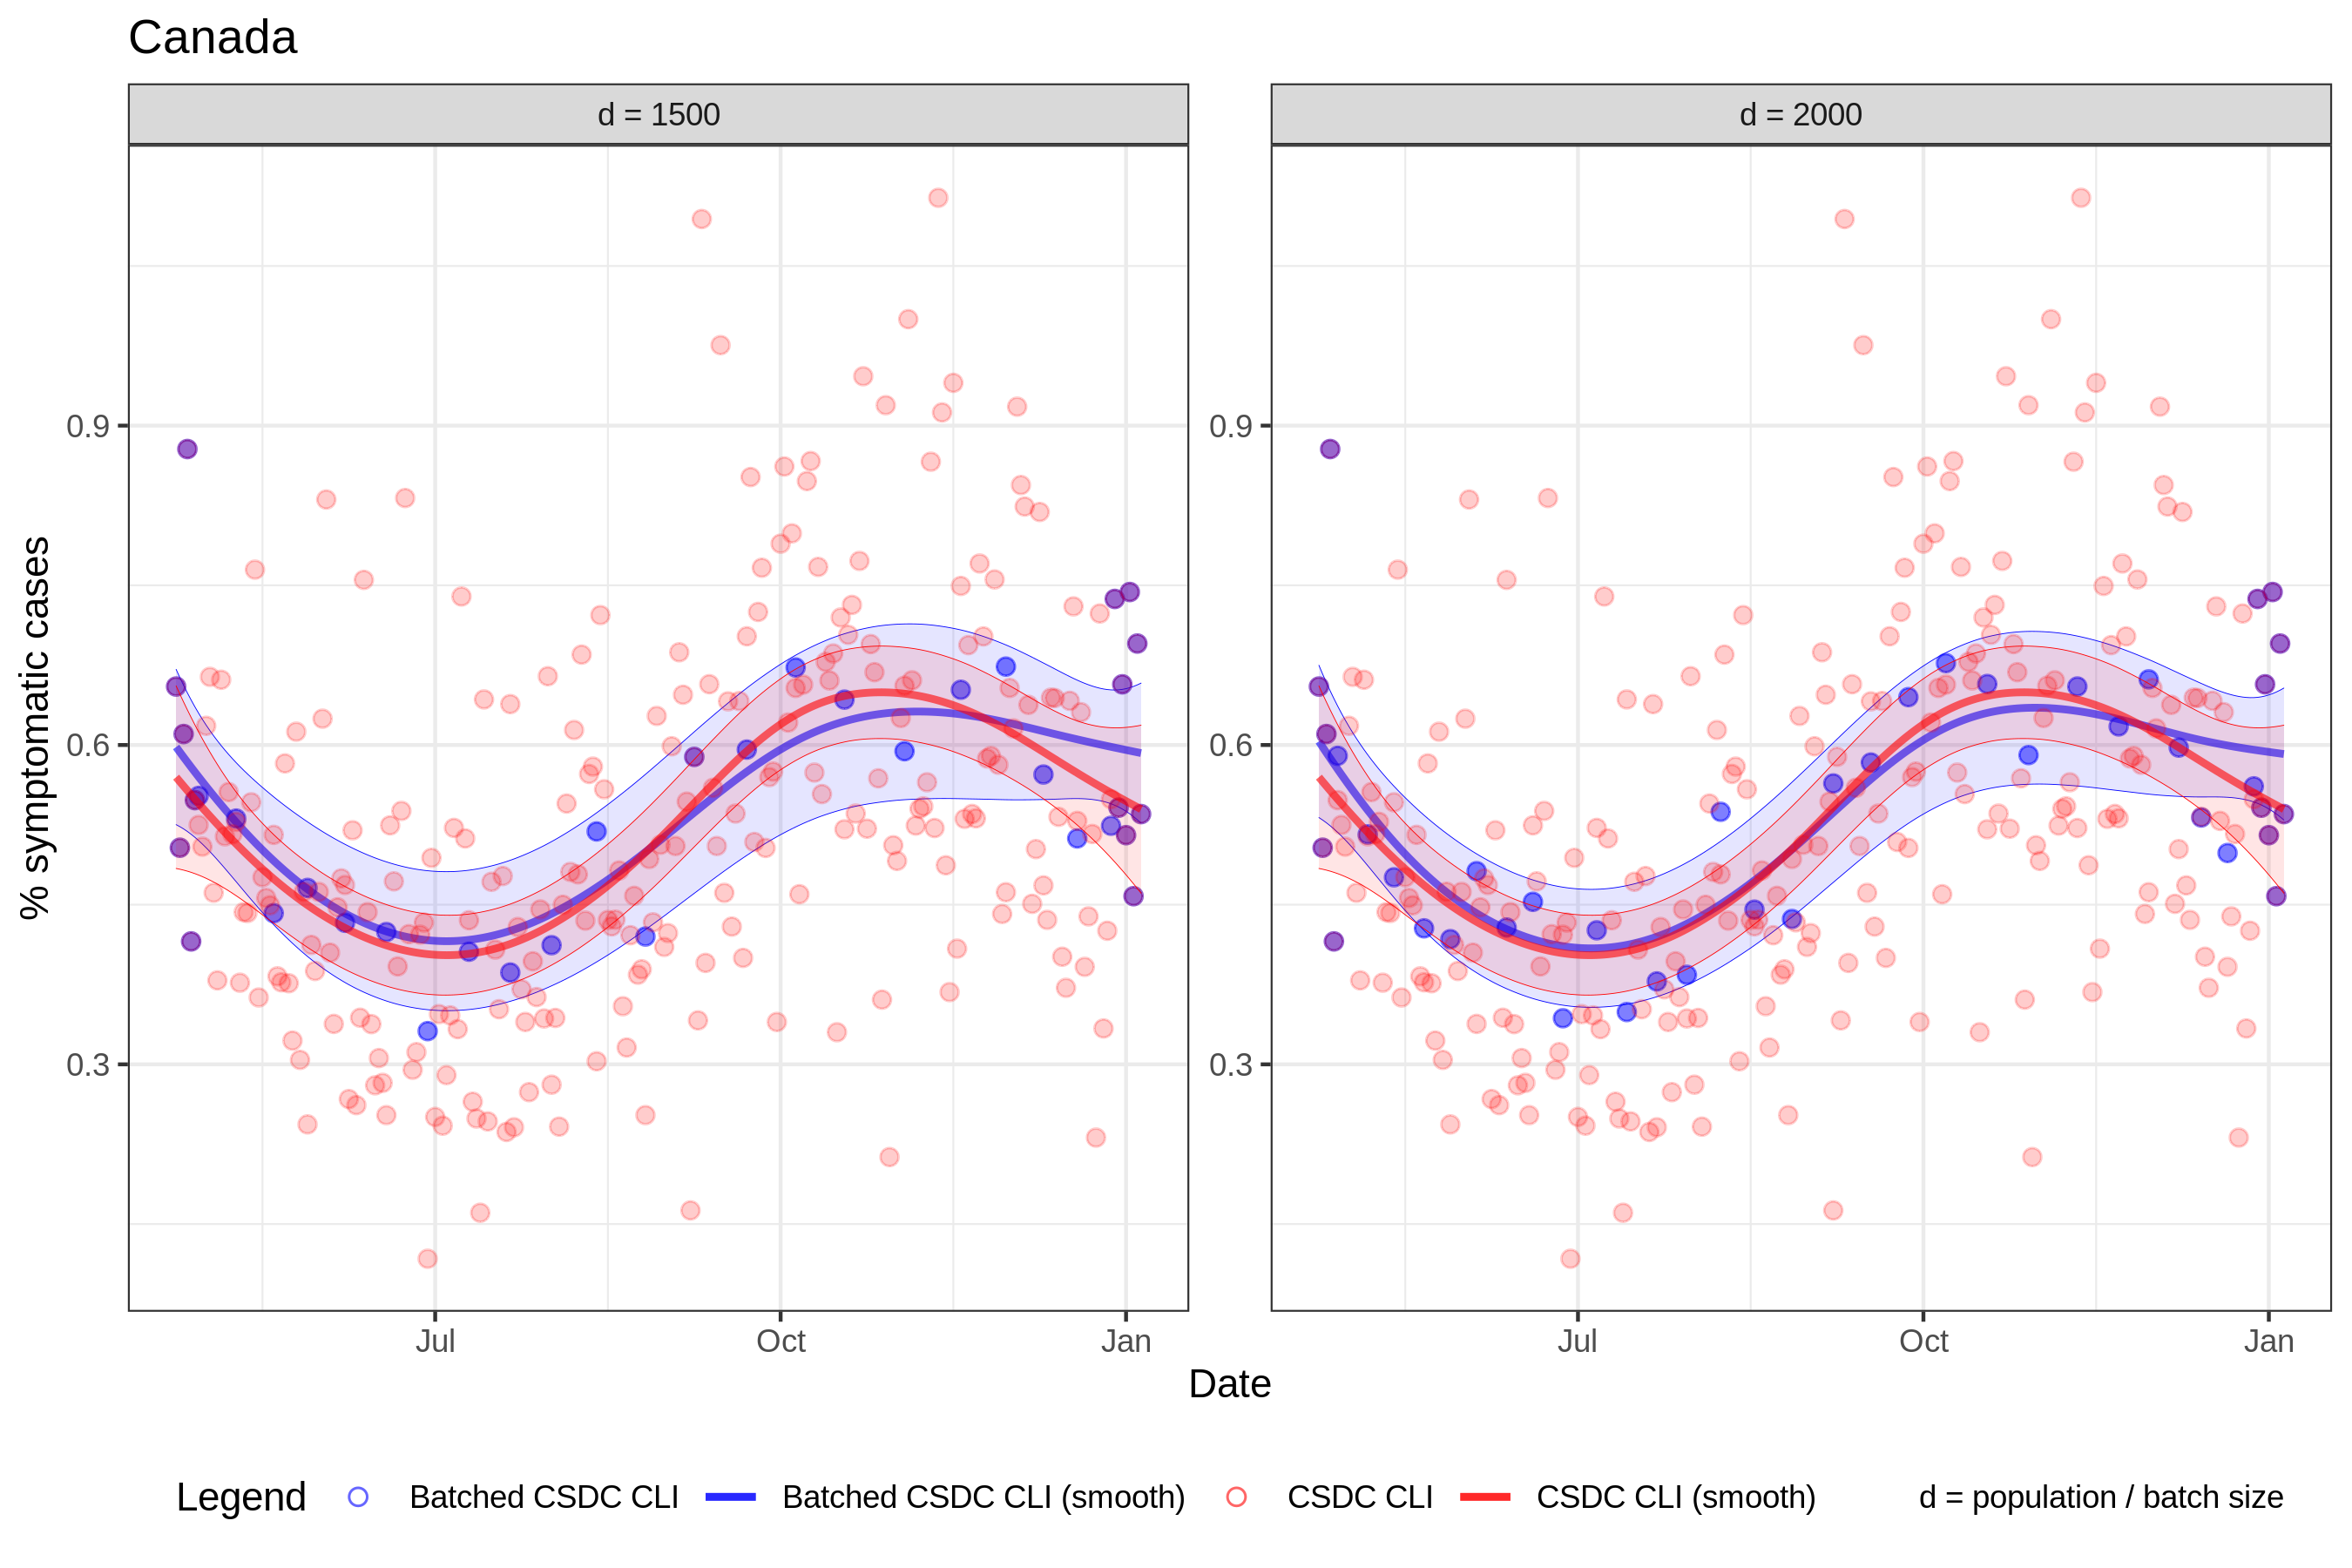 Canada
d = 1500
d = 2000
% symptomatic cases
0.9
0.6
0.3
0.9
0.6
0.3
Jul
Oct
Jan
Jul
Oct
Jan
Date
Legend
Batched CSDC CLI
Batched CSDC CLI (smooth)
CSDC CLI
CSDC CLI (smooth)
d = population / batch size